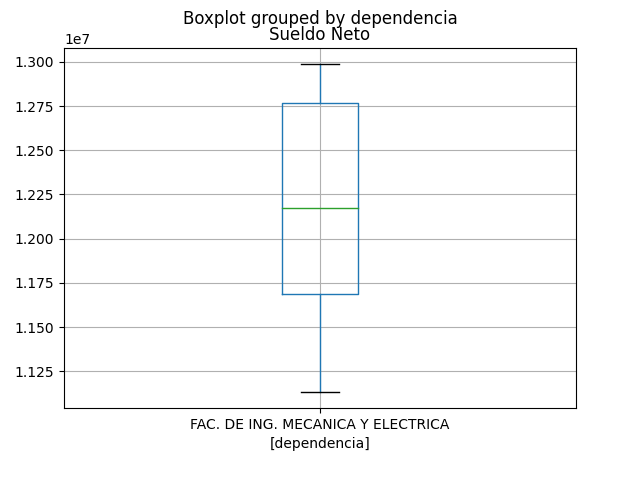 Boxplot grouped by dependencia
Sueldo Neto
1e7
1.300
1.275
1.250
1.225
1.200
1.175
1.150
1.125
FAC. DE ING. MECANICA Y ELECTRICA
[dependencia]